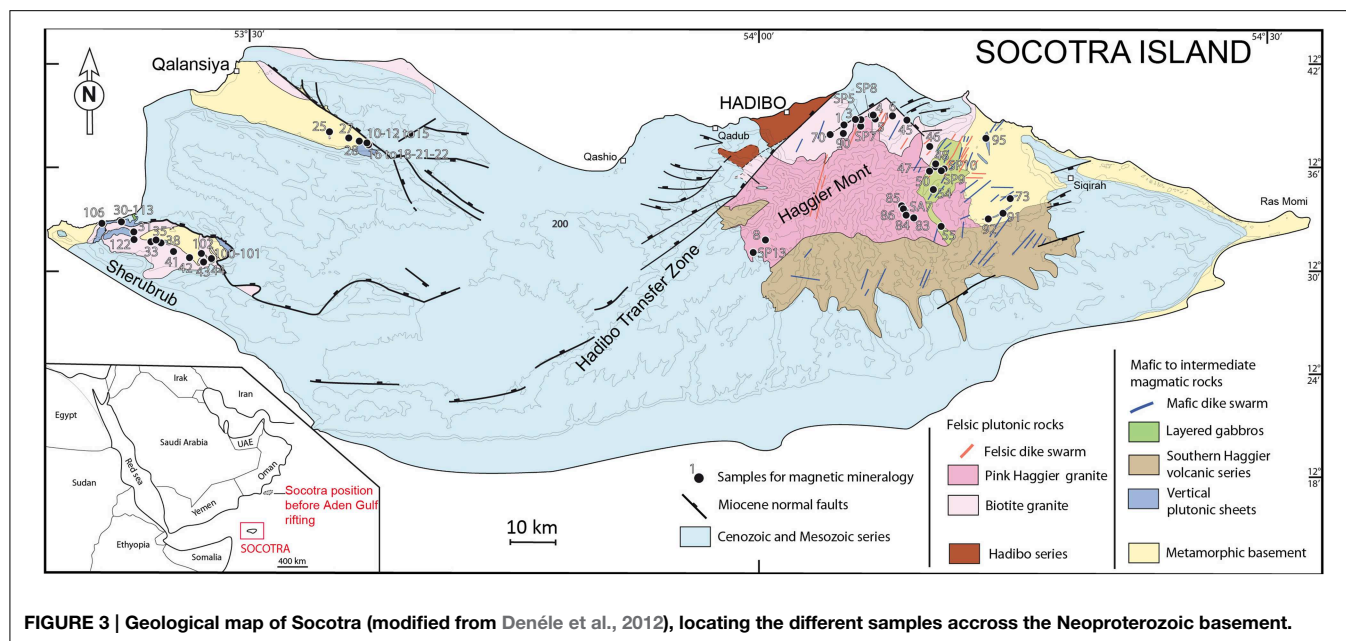 SOCOTRA ISLAND
53°30'
54°00'
54°30'
12°
42'
12°
36'
12°
30'
12°
24'
12°
18'
N
Qalansiya
HADIBO
Qadub
Qashio
Siqirah
Ras Momi
Haggier Mont
Hadibo Transfer Zone
Sherubrub
200
25
27
28
10-12 to15
16 to18-21-22
106
30-113
31
122
33
35
38
41
42
43
102
100-101
SP5
SP8
1
3
4
6
70
90
45
46
95
47
SP10
SP9
85
86
84
83
55
73
91
92
8
SP13
Egypt
Sudan
Ethyopia
Somalia
Yemen
Oman
UAE
Saudi Arabia
Irak
Iran
Red sea
Socotra position
before Aden Gulf
rifting
SOCOTRA
400 km
1
Samples for magnetic mineralogy
Miocene normal faults
10 km
Cenozoic and Mesozoic series
Felsic plutonic rocks
Felsic dike swarm
Pink Haggier granite
Biotite granite
Hadibo series
Mafic to intermediate
magmatic rocks
Mafic dike swarm
Layered gabbros
Southern Haggier
volcanic series
Vertical
plutonic sheets
Metamorphic basement
FIGURE 3 | Geological map of Socotra (modified from Denéle et al., 2012), locating the different samples accross the Neoproterozoic basement.